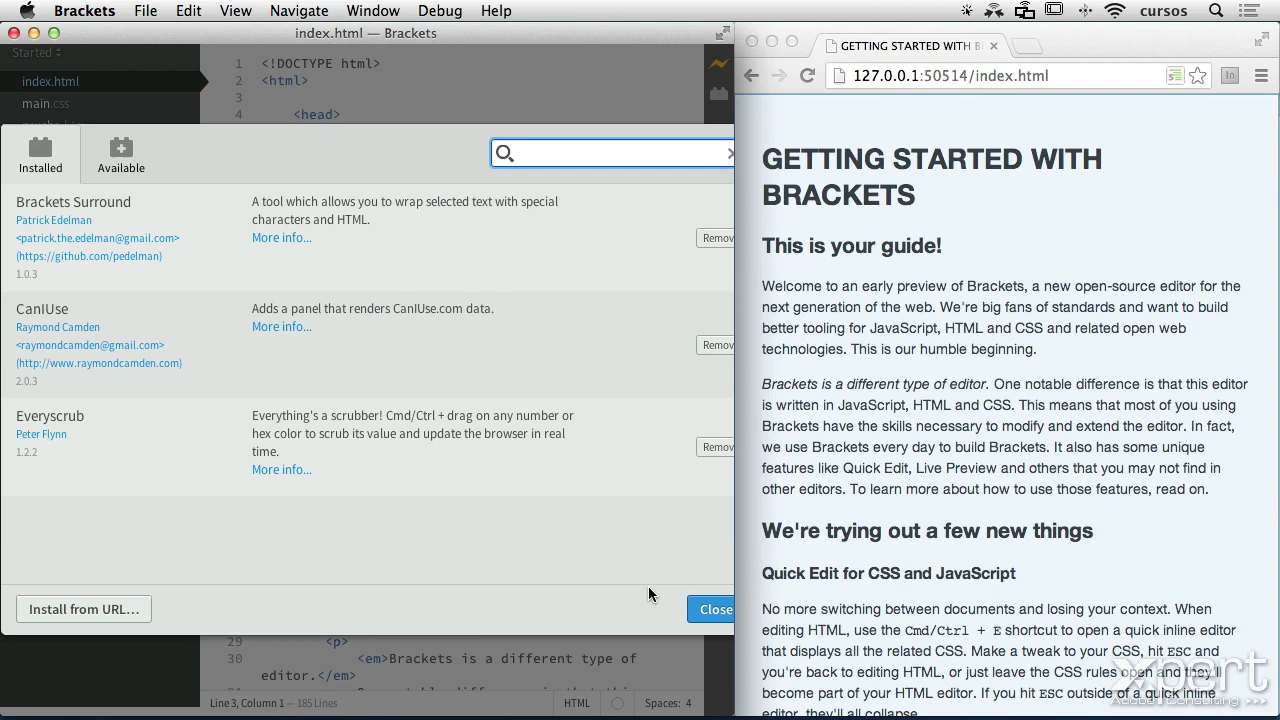 Brackets File Edit View Navigate Window Debug Help cursos
index.html — Brackets
Started
index.html
main.css
1 <!DOCTYPE html>
2 <html>
3
4 <head>
Installed
Available
Brackets Surround
Patrick Edelman
<patrick.the.edelman@gmail.com>
(https://github.com/pedelman)
1.0.3
A tool which allows you to wrap selected text with special
characters and HTML.
More info...
Remov
CanIUse
Raymond Camden
<raymondcamden@gmail.com>
(http://www.raymondcamden.com)
2.0.3
Adds a panel that renders CanIUse.com data.
More info...
Remov
Everyscrub
Peter Flynn
1.2.2
Everything's a scrubber! Cmd/Ctrl + drag on any number or
hex color to scrub its value and update the browser in real
time.
More info...
Remov
Install from URL...
Close
29 <p>
30 <em>Brackets is a different type of
editor.</em>
Line 3, Column 1 — 185 Lines
HTML
Spaces: 4
GETTING STARTED WITH B
127.0.0.1:50514/index.html
GETTING STARTED WITH
BRACKETS
This is your guide!
Welcome to an early preview of Brackets, a new open-source editor for the
next generation of the web. We're big fans of standards and want to build
better tooling for JavaScript, HTML and CSS and related open web
technologies. This is our humble beginning.
Brackets is a different type of editor. One notable difference is that this editor
is written in JavaScript, HTML and CSS. This means that most of you using
Brackets have the skills necessary to modify and extend the editor. In fact,
we use Brackets every day to build Brackets. It also has some unique
features like Quick Edit, Live Preview and others that you may not find in
other editors. To learn more about how to use those features, read on.
We're trying out a few new things
Quick Edit for CSS and JavaScript
No more switching between documents and losing your context. When
editing HTML, use the Cmd/Ctrl + E shortcut to open a quick inline editor
that displays all the related CSS. Make a tweak to your CSS, hit ESC and
you're back to editing HTML, or just leave the CSS rules open and they'll
become part of your HTML editor. If you hit ESC outside of a quick inline
editor, they'll all collapse.
xpert
Adobe Consulting >>>